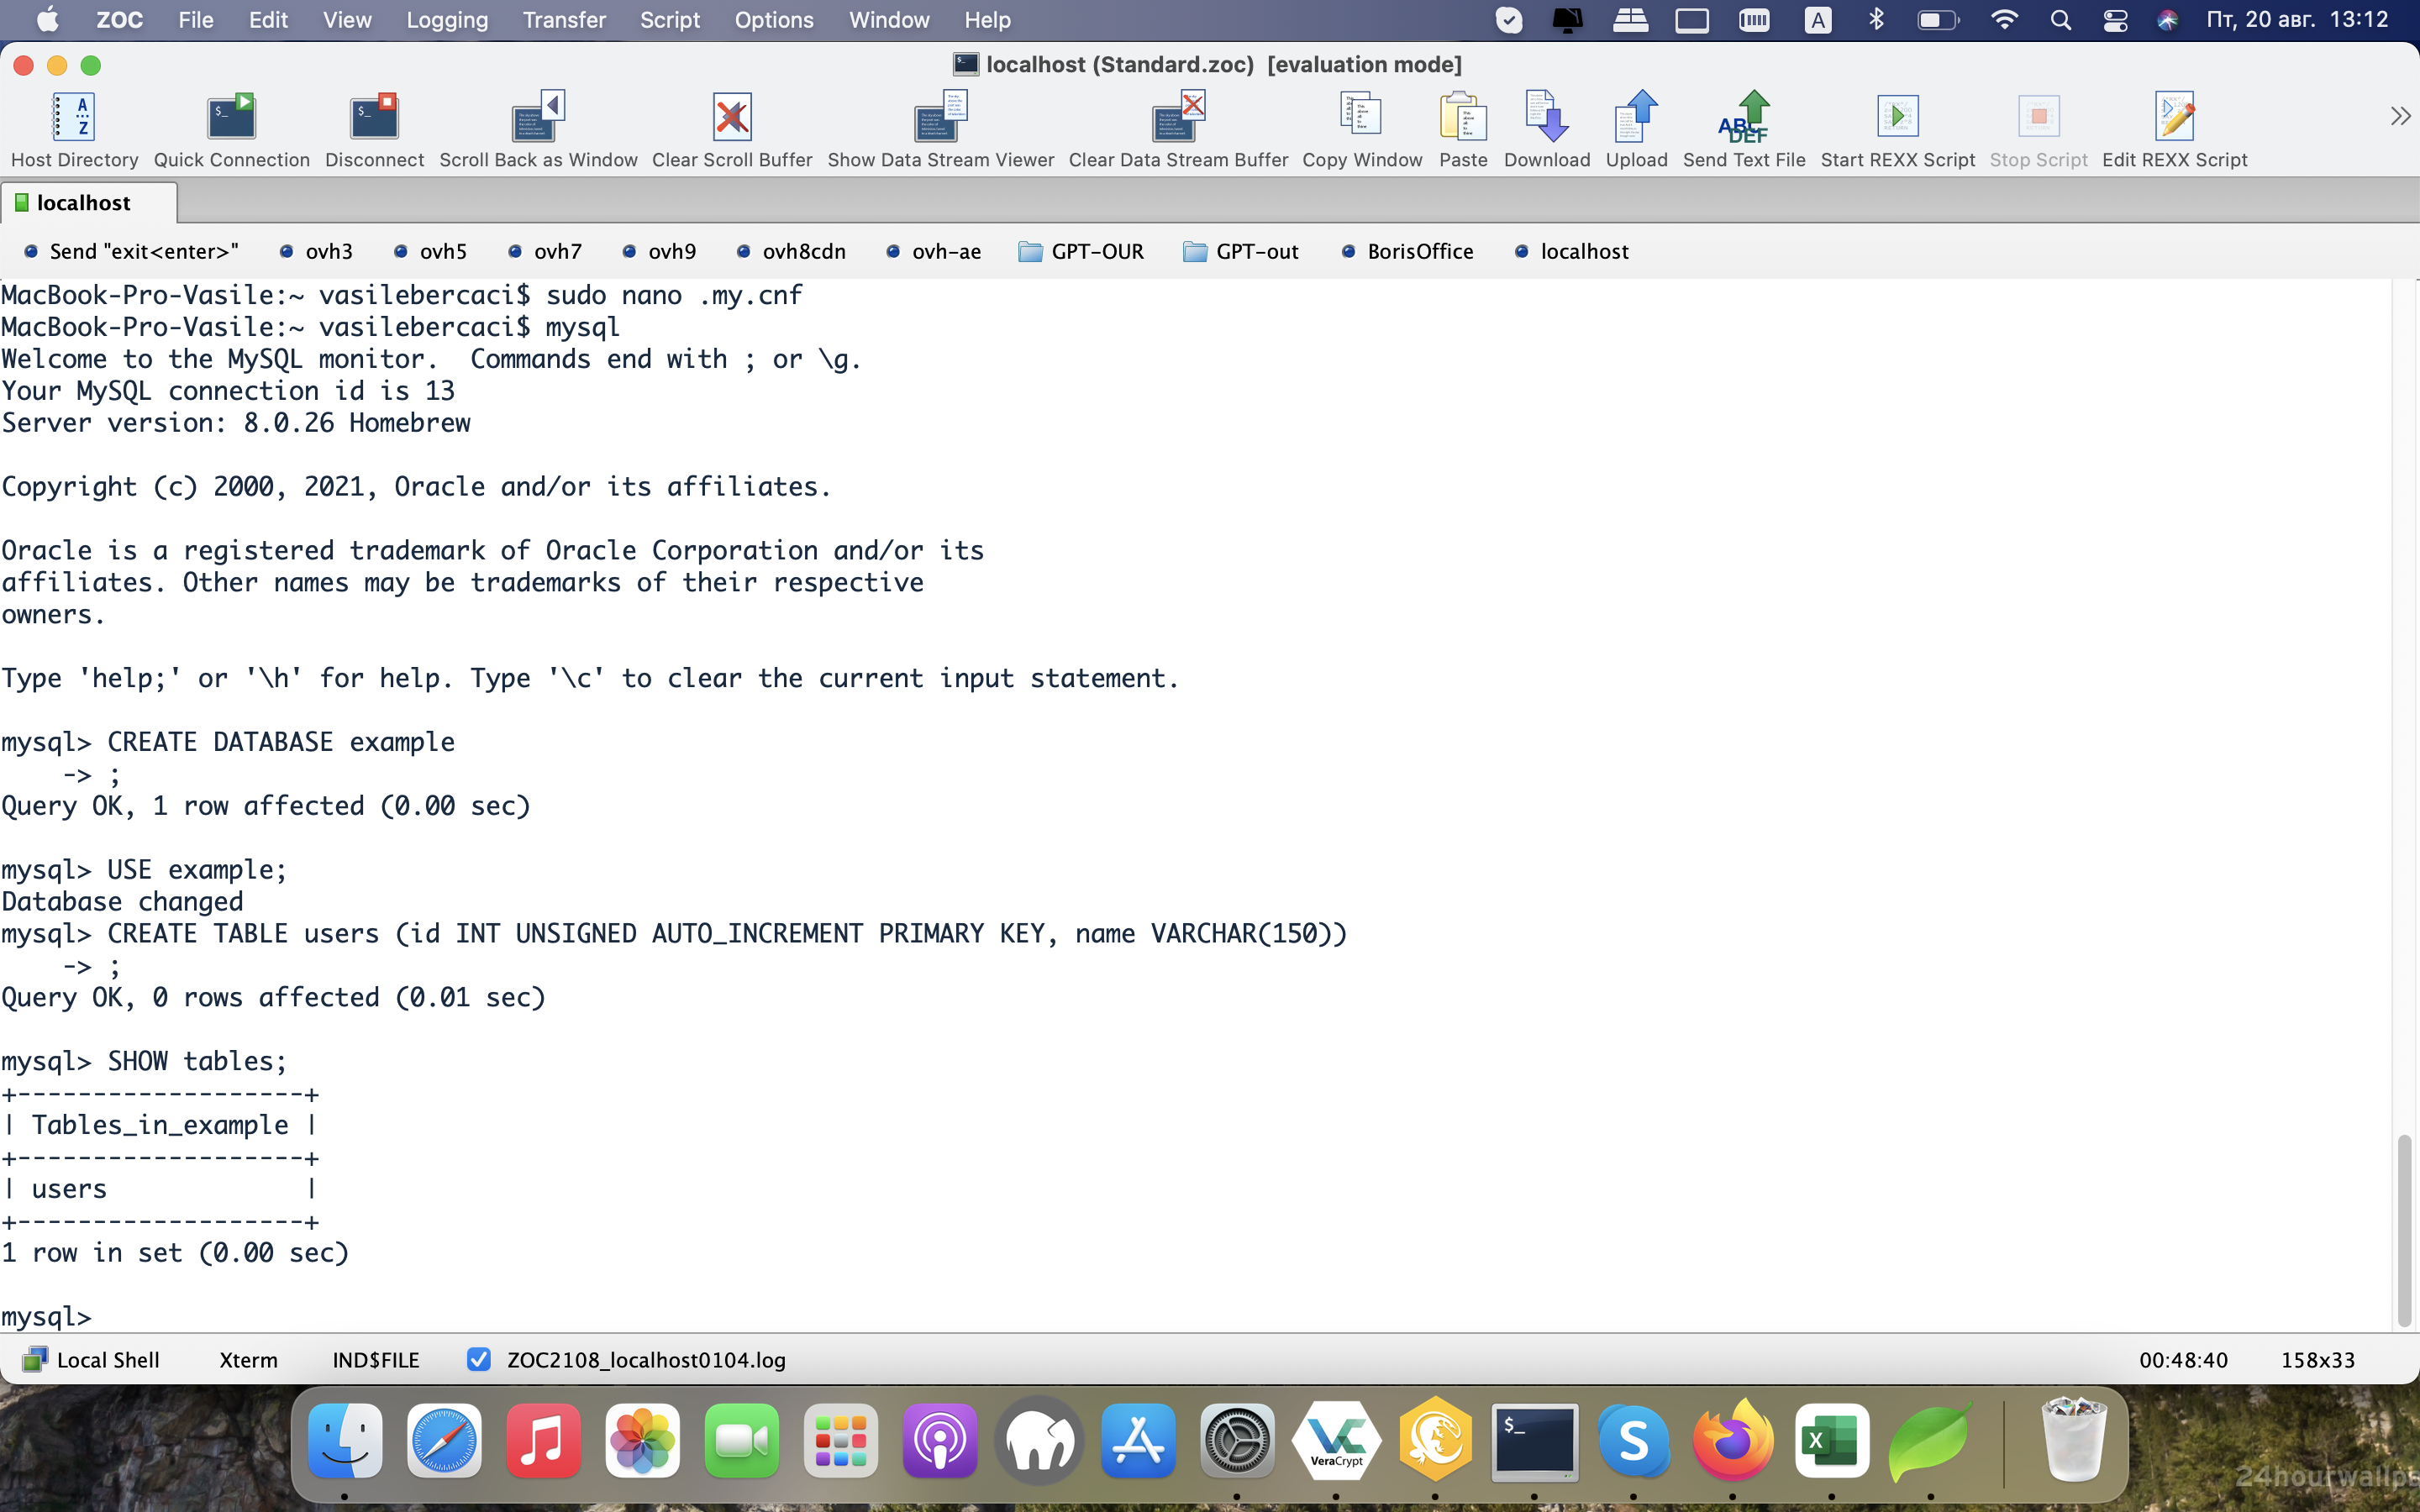 ZOC File Edit View Logging Transfer Script Options Window Help A Пт, 20 авг. 13:12
localhost (Standard.zoc) [evaluation mode]
Host Directory Quick Connection Disconnect Scroll Back as Window Clear Scroll Buffer Show Data Stream Viewer Clear Data Stream Buffer Copy Window Paste Download Upload Send Text File Start REXX Script Stop Script Edit REXX Script
localhost
Send "exit<enter>" ovh3 ovh5 ovh7 ovh9 ovh8cdn ovh-ae GPT-OUR GPT-out BorisOffice localhost
MacBook-Pro-Vasile:~ vasilebercaci$ sudo nano .my.cnf
MacBook-Pro-Vasile:~ vasilebercaci$ mysql
Welcome to the MySQL monitor.  Commands end with ; or \g.
Your MySQL connection id is 13
Server version: 8.0.26 Homebrew
Copyright (c) 2000, 2021, Oracle and/or its affiliates.
Oracle is a registered trademark of Oracle Corporation and/or its
affiliates. Other names may be trademarks of their respective
owners.
Type 'help;' or '\h' for help. Type '\c' to clear the current input statement.
mysql> CREATE DATABASE example
    -> ;
Query OK, 1 row affected (0.00 sec)
mysql> USE example;
Database changed
mysql> CREATE TABLE users (id INT UNSIGNED AUTO_INCREMENT PRIMARY KEY, name VARCHAR(150))
    -> ;
Query OK, 0 rows affected (0.01 sec)
mysql> SHOW tables;
+-------------------+
| Tables_in_example |
+-------------------+
| users             |
+-------------------+
1 row in set (0.00 sec)
mysql>
Local Shell Xterm IND$FILE ZOC2108_localhost0104.log 00:48:40 158x33
VeraCrypt
24hourwallp